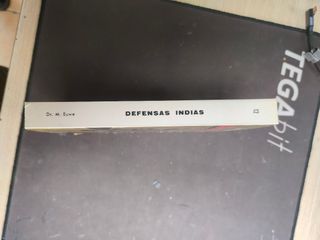 Dr. M. Euwe DEFENSAS INDIAS
TEGAbit